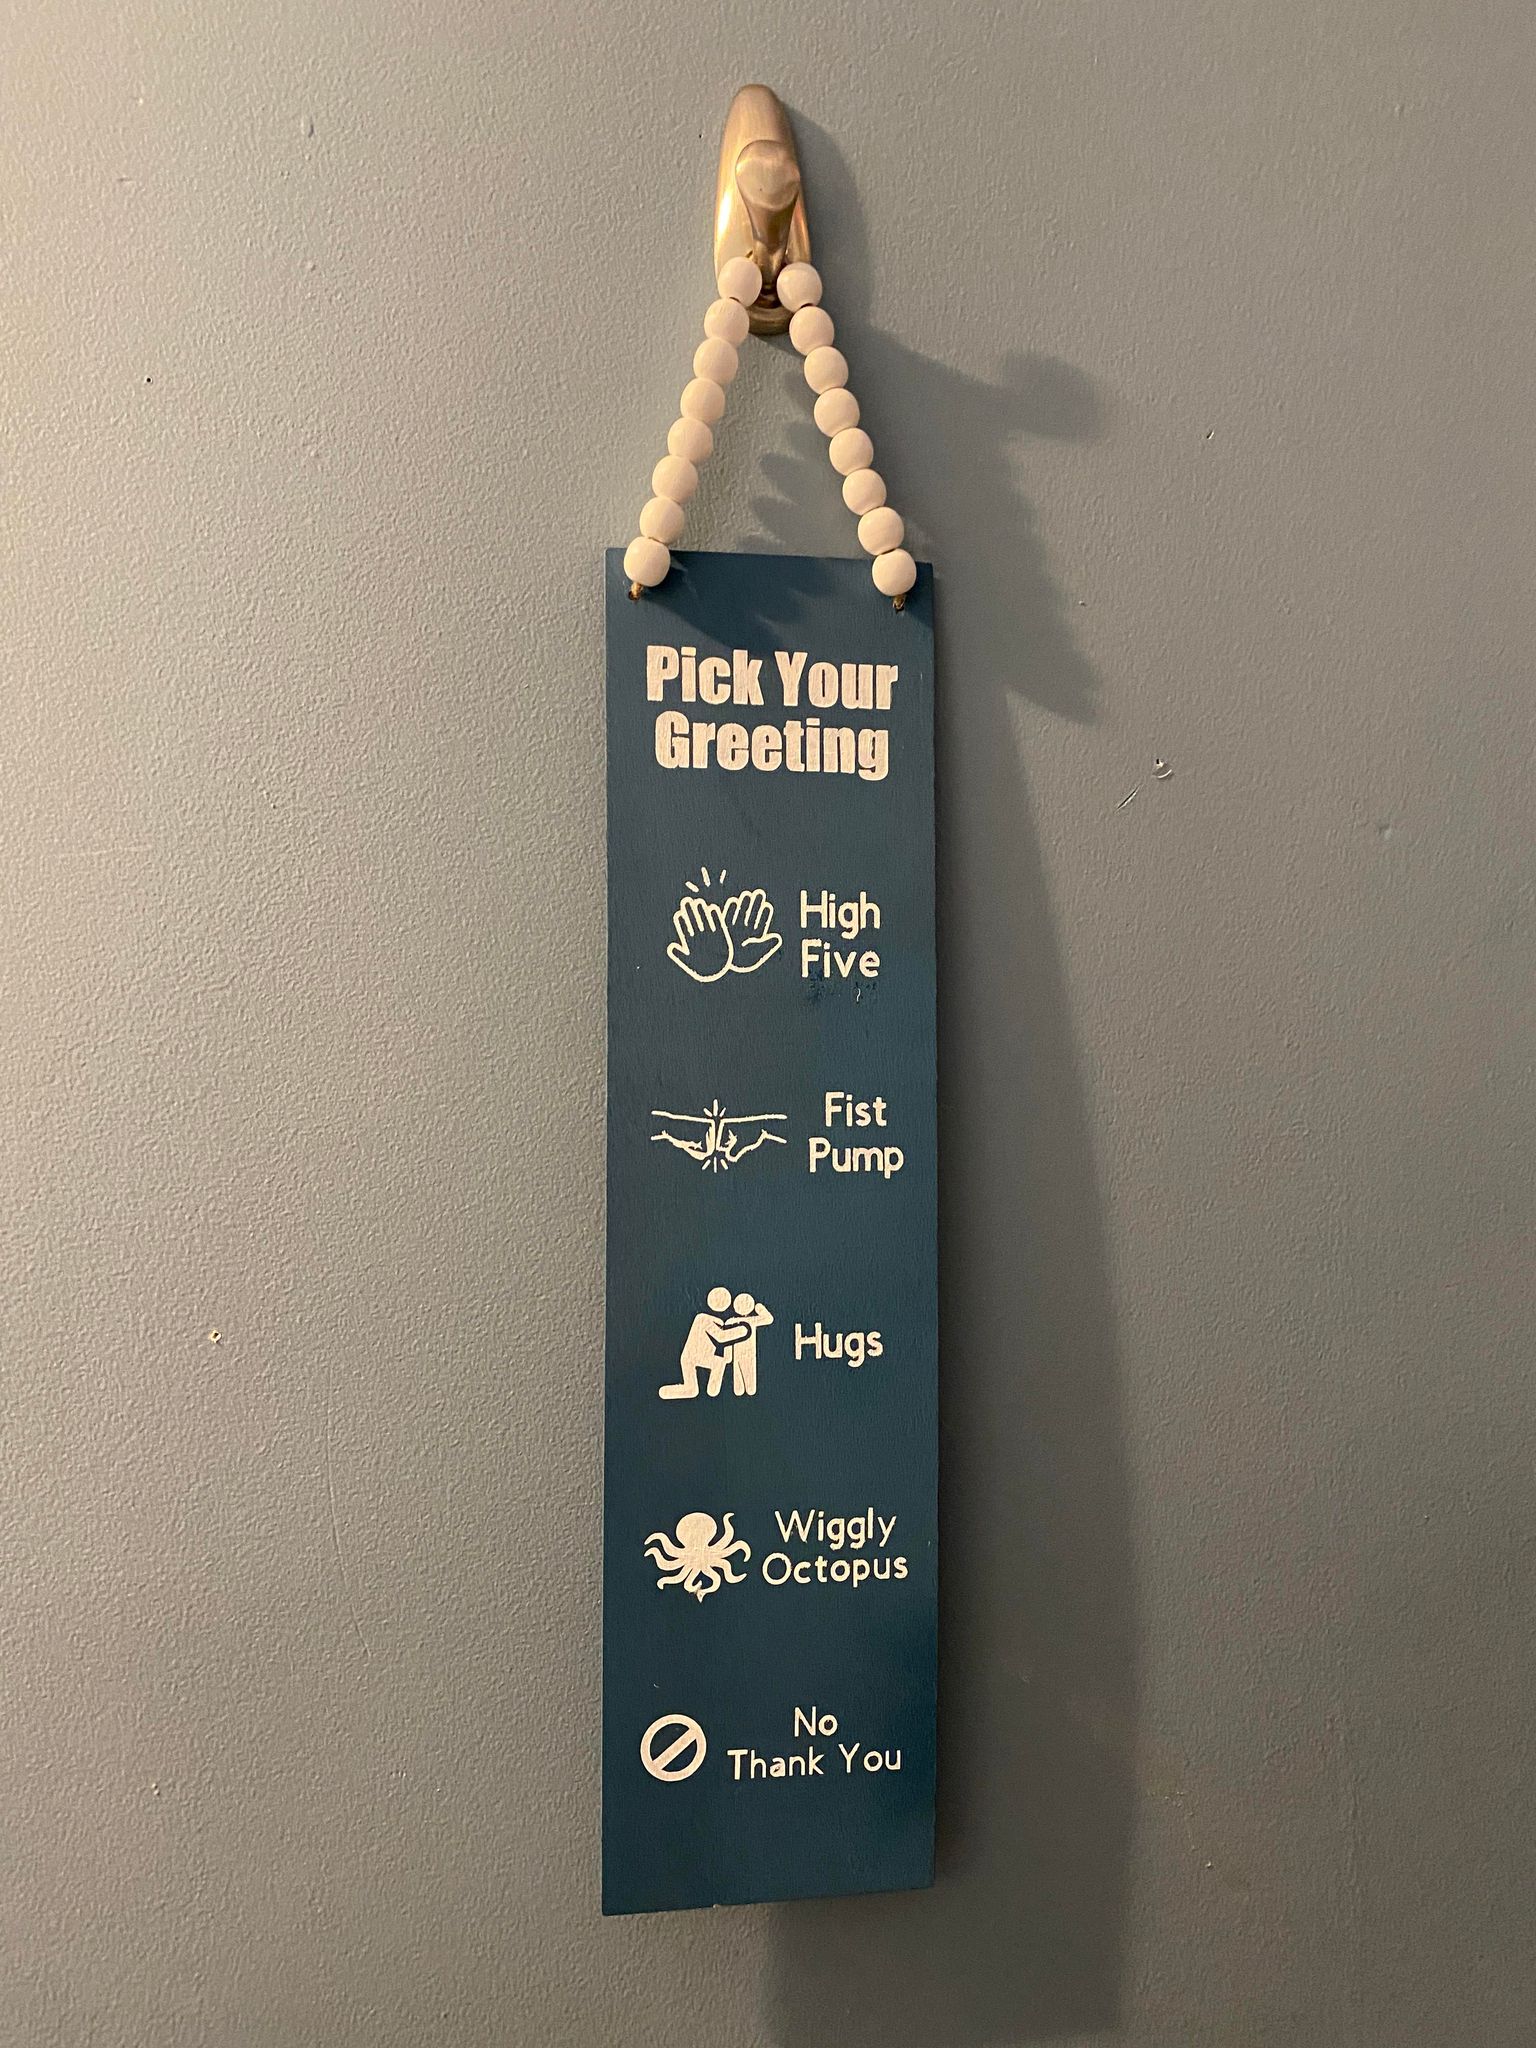 Pick Your
Greeting
High
Five
Fist
Pump
Hugs
Wiggly
Octopus
No
Thank You